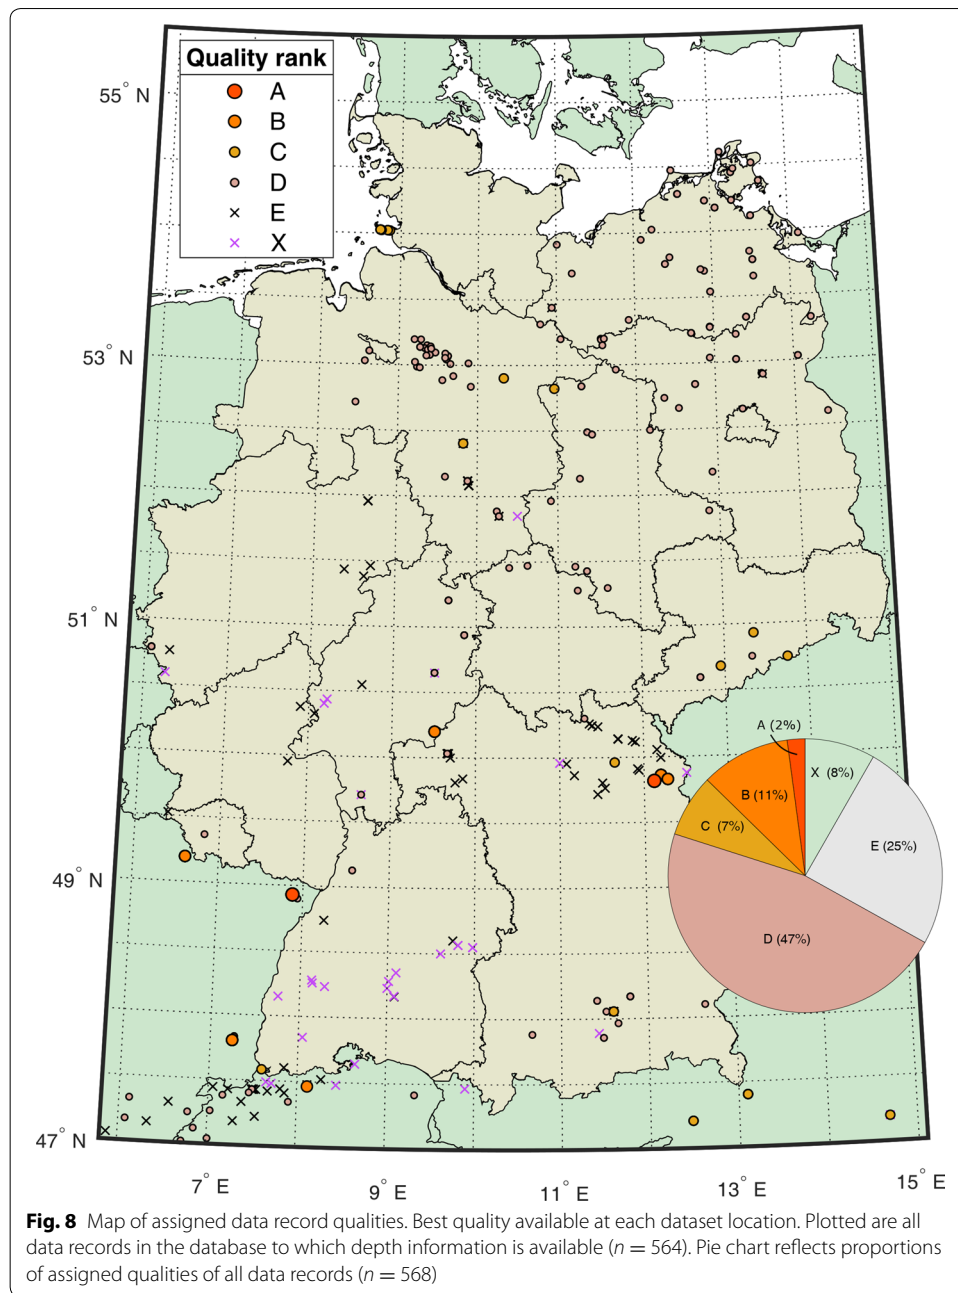 Quality rank
A
B
C
D
E
X
55° N
53° N
51° N
49° N
47° N
7° E
9° E
11° E
13° E
15° E
A (2%)
X (8%)
B (11%)
C (7%)
E (25%)
D (47%)
Fig. 8 Map of assigned data record qualities. Best quality available at each dataset location. Plotted are all
data records in the database to which depth information is available (n = 564). Pie chart reflects proportions
of assigned qualities of all data records (n = 568)